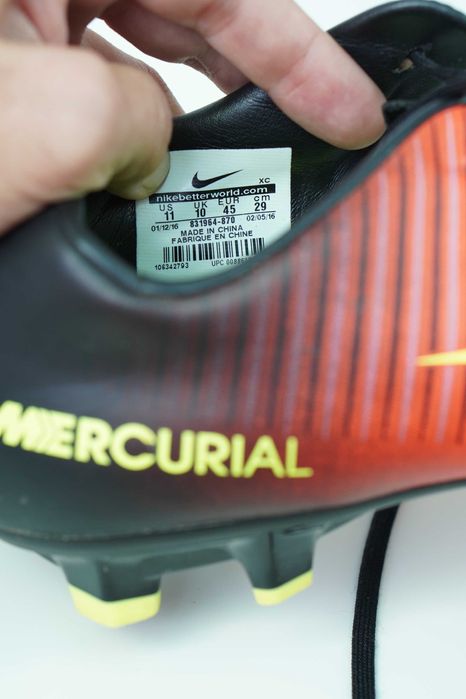 XC
nikebetterworld.com
US UK EUR cm
11 10 45 29
01/12/16 831964-870 02/05/16
MADE IN CHINA
FABRIQUE EN CHINE
106342793 UPC
MERCURIAL